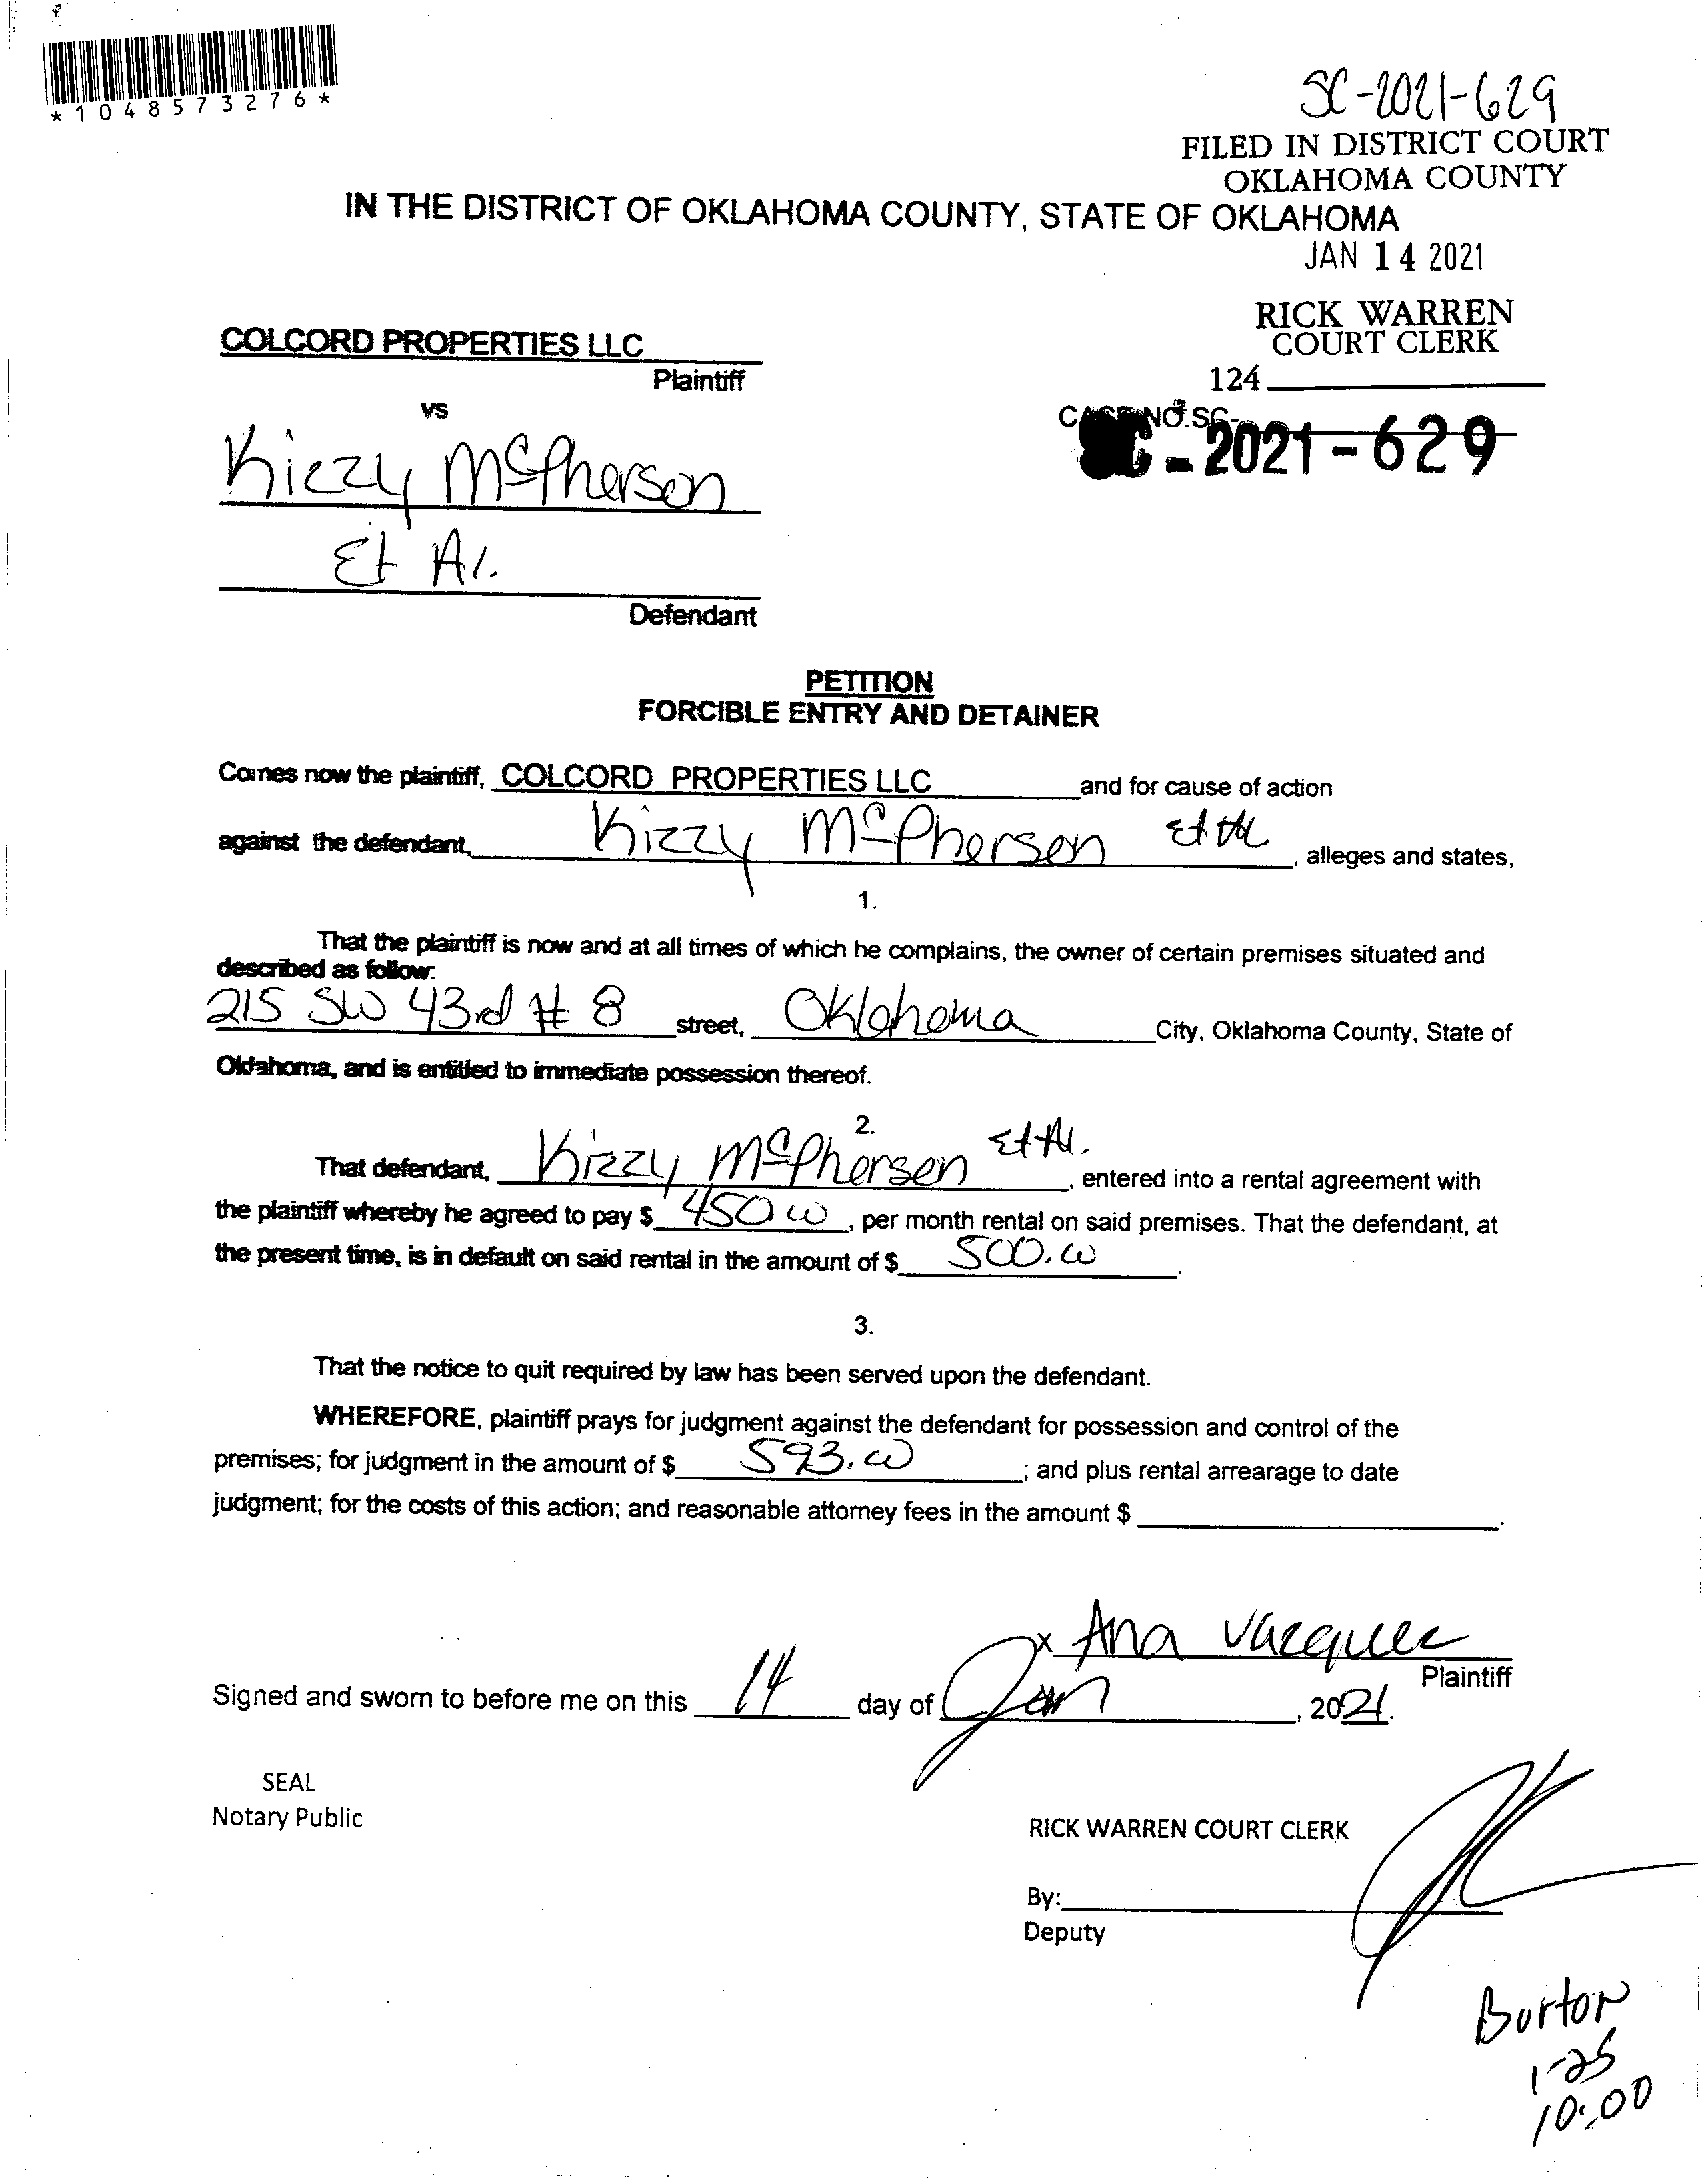 *1048573276*
SC-2021-629
FILED IN DISTRICT COURT
OKLAHOMA COUNTY
IN THE DISTRICT OF OKLAHOMA COUNTY, STATE OF OKLAHOMA
JAN 14 2021
RICK WARREN
COURT CLERK
COLCORD PROPERTIES LLC
Plaintiff
124
vs
CASE NO. SC-
SC-2021-629
Kizzy McPherson
Et Al.
Defendant
PETITION
FORCIBLE ENTRY AND DETAINER
Comes now the plaintiff, COLCORD PROPERTIES LLC and for cause of action
against the defendant, Kizzy McPherson Et Al, alleges and states,
1.
That the plaintiff is now and at all times of which he complains, the owner of certain premises situated and
described as follow:
215 SW 43rd # 8 street, Oklahoma City, Oklahoma County, State of
Oklahoma, and is entitled to immediate possession thereof.
2.
That defendant, Kizzy McPherson Et Al., entered into a rental agreement with
the plaintiff whereby he agreed to pay $ 450 00, per month rental on said premises. That the defendant, at
the present time, is in default on said rental in the amount of $ 500.00.
3.
That the notice to quit required by law has been served upon the defendant.
WHEREFORE, plaintiff prays for judgment against the defendant for possession and control of the
premises; for judgment in the amount of $ 593.00; and plus rental arrearage to date
judgment; for the costs of this action; and reasonable attorney fees in the amount $ .
x Ana Vazquez
Plaintiff
Signed and sworn to before me on this 14 day of Jan, 2021.
SEAL
Notary Public
RICK WARREN COURT CLERK
By:
Deputy
Burton
1-25
10:00